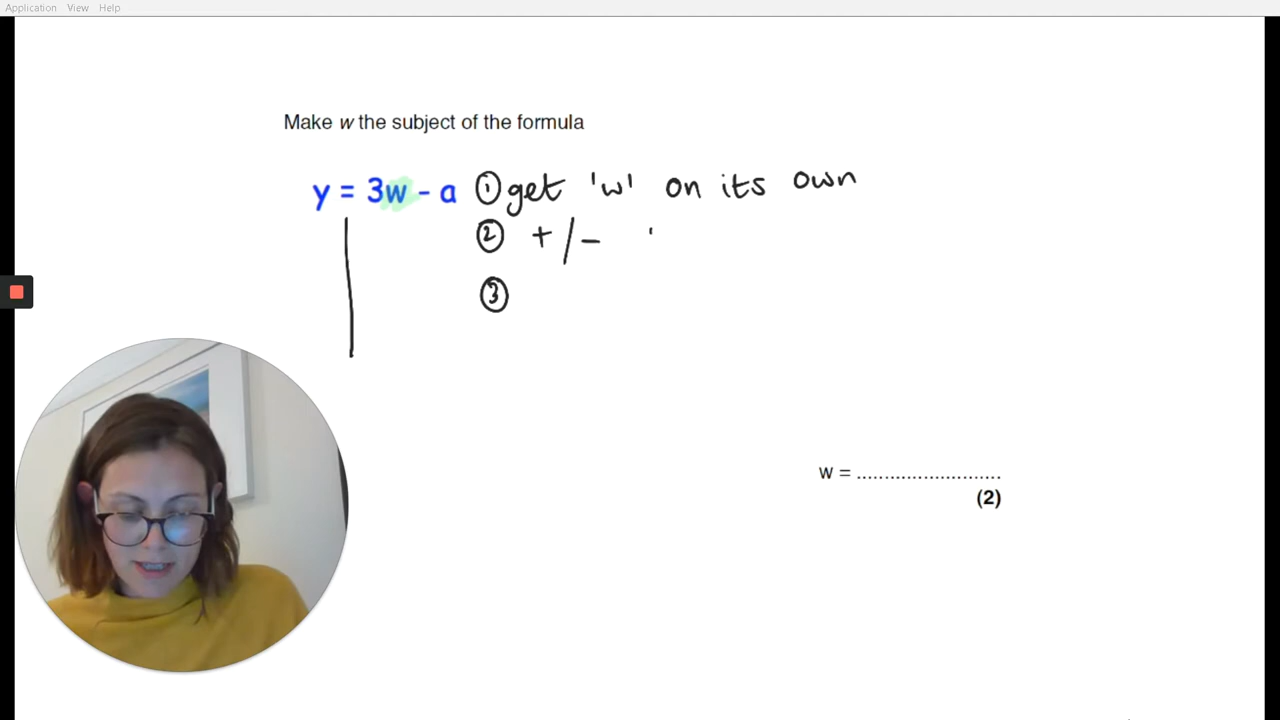 Application View Help
Make w the subject of the formula
y = 3w - a ① get 'w' on its own
② +/- '
③
w = ..........................
(2)